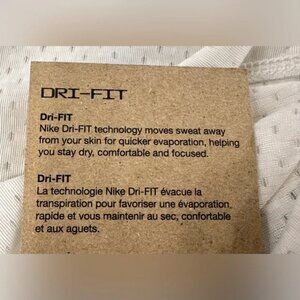 DRI-FIT
Dri-FIT
Nike Dri-FIT technology moves sweat away
from your skin for quicker evaporation, helping
you stay dry, comfortable and focused.
Dri-FIT
La technologie Nike Dri-FIT évacue la
transpiration pour favoriser une évaporation
rapide et vous maintenir au sec, confortable
et aux aguets.